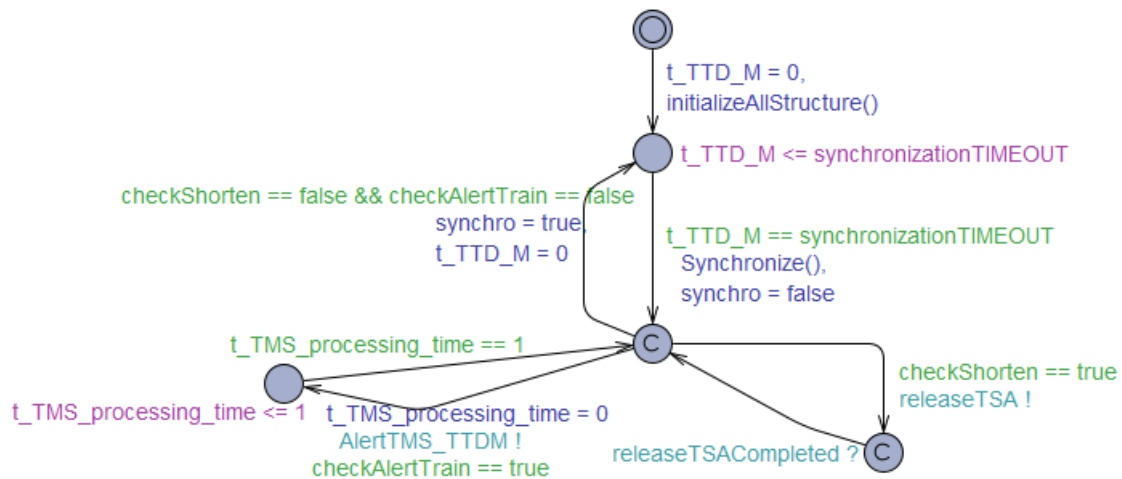 t_TTD_M = 0,
initializeAllStructure()
t_TTD_M <= synchronizationTIMEOUT
checkShorten == false && checkAlertTrain == false
synchro = true,
t_TTD_M = 0
t_TTD_M == synchronizationTIMEOUT
Synchronize(),
synchro = false
t_TMS_processing_time == 1
C
checkShorten == true
releaseTSA !
t_TMS_processing_time <= 1
t_TMS_processing_time = 0
AlertTMS_TTDM !
checkAlertTrain == true
releaseTSACompleted ?
C